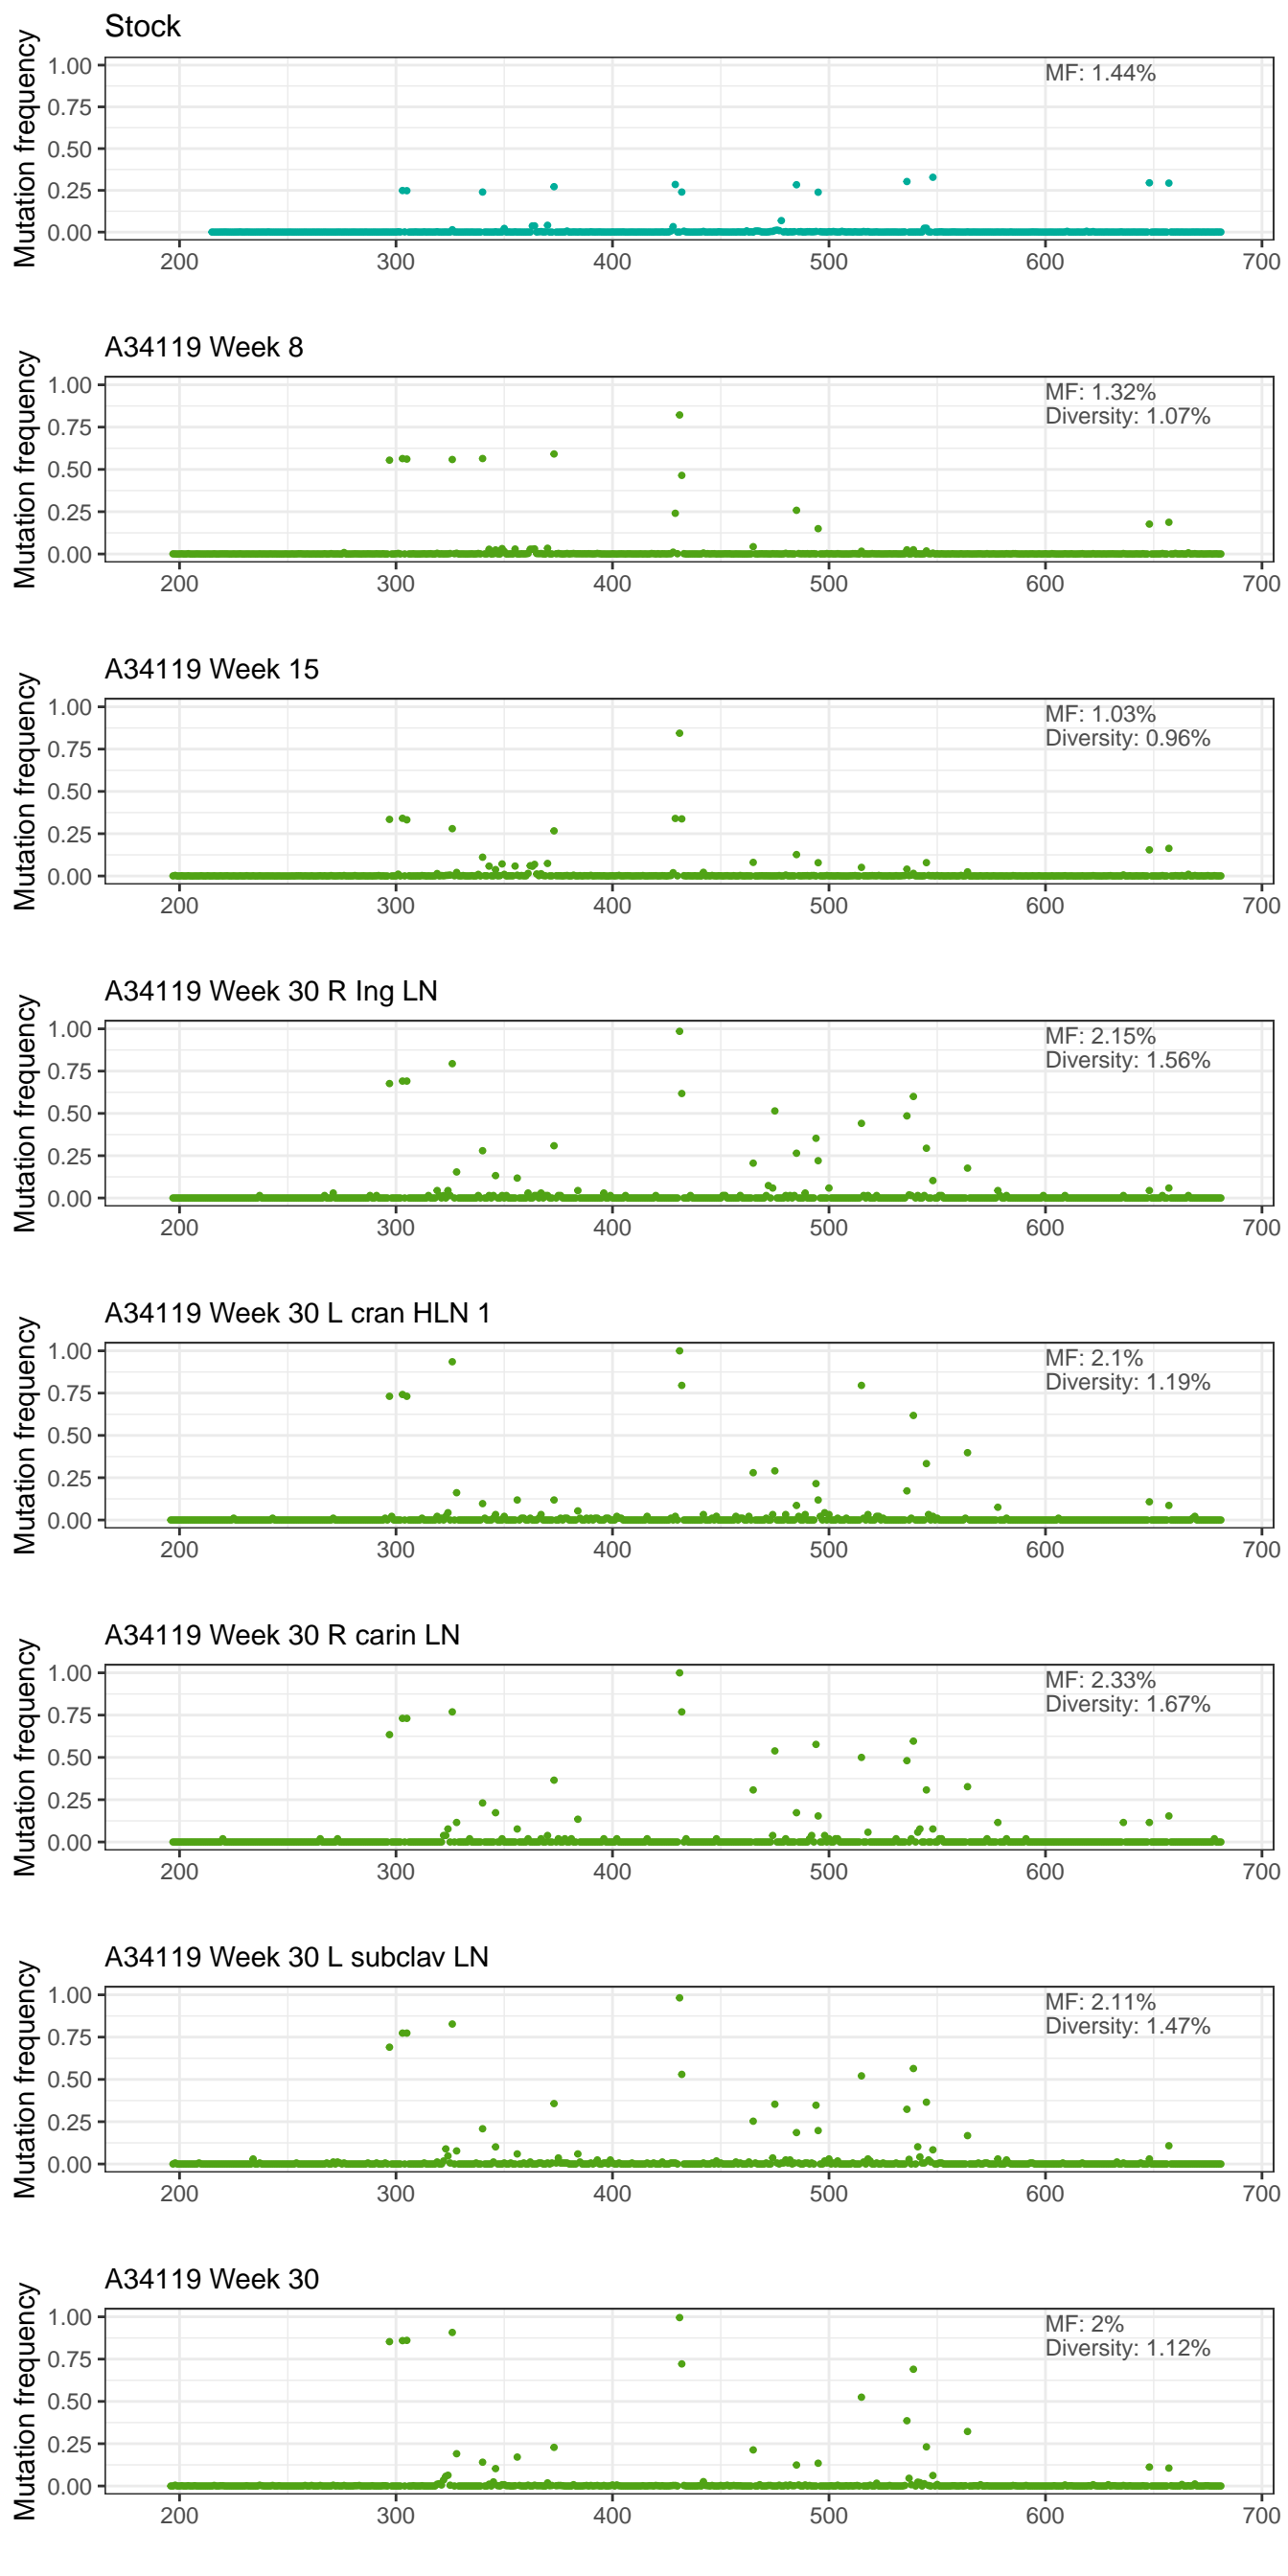 Stock
Mutation frequency
1.00
0.75
0.50
0.25
0.00
MF: 1.44%
200 300 400 500 600 700
A34119 Week 8
Mutation frequency
1.00
0.75
0.50
0.25
0.00
MF: 1.32%
Diversity: 1.07%
200 300 400 500 600 700
A34119 Week 15
Mutation frequency
1.00
0.75
0.50
0.25
0.00
MF: 1.03%
Diversity: 0.96%
200 300 400 500 600 700
A34119 Week 30 R Ing LN
Mutation frequency
1.00
0.75
0.50
0.25
0.00
MF: 2.15%
Diversity: 1.56%
200 300 400 500 600 700
A34119 Week 30 L cran HLN 1
Mutation frequency
1.00
0.75
0.50
0.25
0.00
MF: 2.1%
Diversity: 1.19%
200 300 400 500 600 700
A34119 Week 30 R carin LN
Mutation frequency
1.00
0.75
0.50
0.25
0.00
MF: 2.33%
Diversity: 1.67%
200 300 400 500 600 700
A34119 Week 30 L subclav LN
Mutation frequency
1.00
0.75
0.50
0.25
0.00
MF: 2.11%
Diversity: 1.47%
200 300 400 500 600 700
A34119 Week 30
Mutation frequency
1.00
0.75
0.50
0.25
0.00
MF: 2%
Diversity: 1.12%
200 300 400 500 600 700